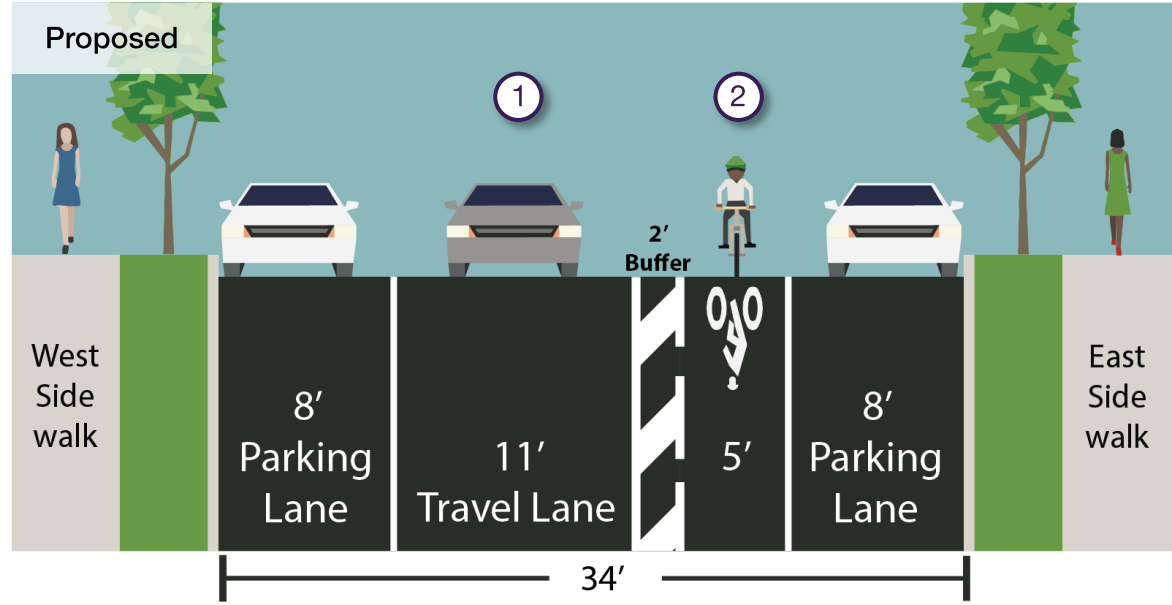 Proposed
1
2
2’
Buffer
West
Side
walk
8’
Parking
Lane
11’
Travel Lane
5’
8’
Parking
Lane
East
Side
walk
34’